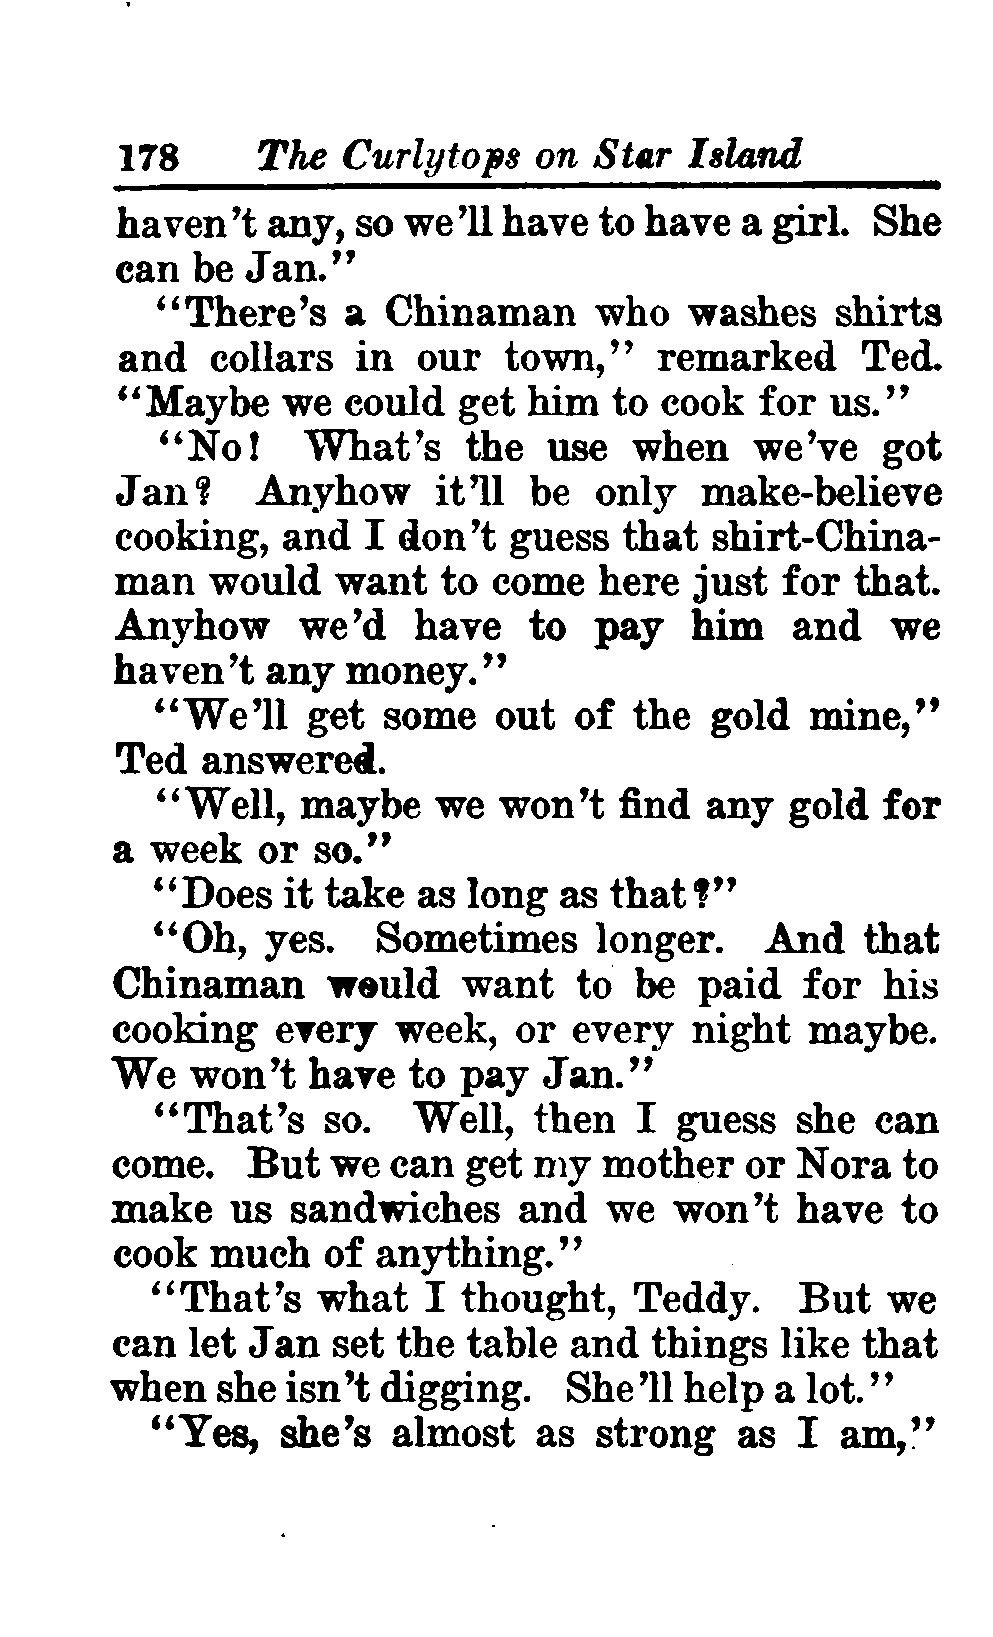 178 The Curlytops on Star Island
haven't any, so we'll have to have a girl. She
can be Jan."
"There's a Chinaman who washes shirts
and collars in our town," remarked Ted.
"Maybe we could get him to cook for us."
"No! What's the use when we've got
Jan? Anyhow it'll be only make-believe
cooking, and I don't guess that shirt-China-
man would want to come here just for that.
Anyhow we'd have to pay him and we
haven't any money."
"We'll get some out of the gold mine,"
Ted answered.
"Well, maybe we won't find any gold for
a week or so."
"Does it take as long as that?"
"Oh, yes. Sometimes longer. And that
Chinaman would want to be paid for his
cooking every week, or every night maybe.
We won't have to pay Jan."
"That's so. Well, then I guess she can
come. But we can get my mother or Nora to
make us sandwiches and we won't have to
cook much of anything."
"That's what I thought, Teddy. But we
can let Jan set the table and things like that
when she isn't digging. She'll help a lot."
"Yes, she's almost as strong as I am,"